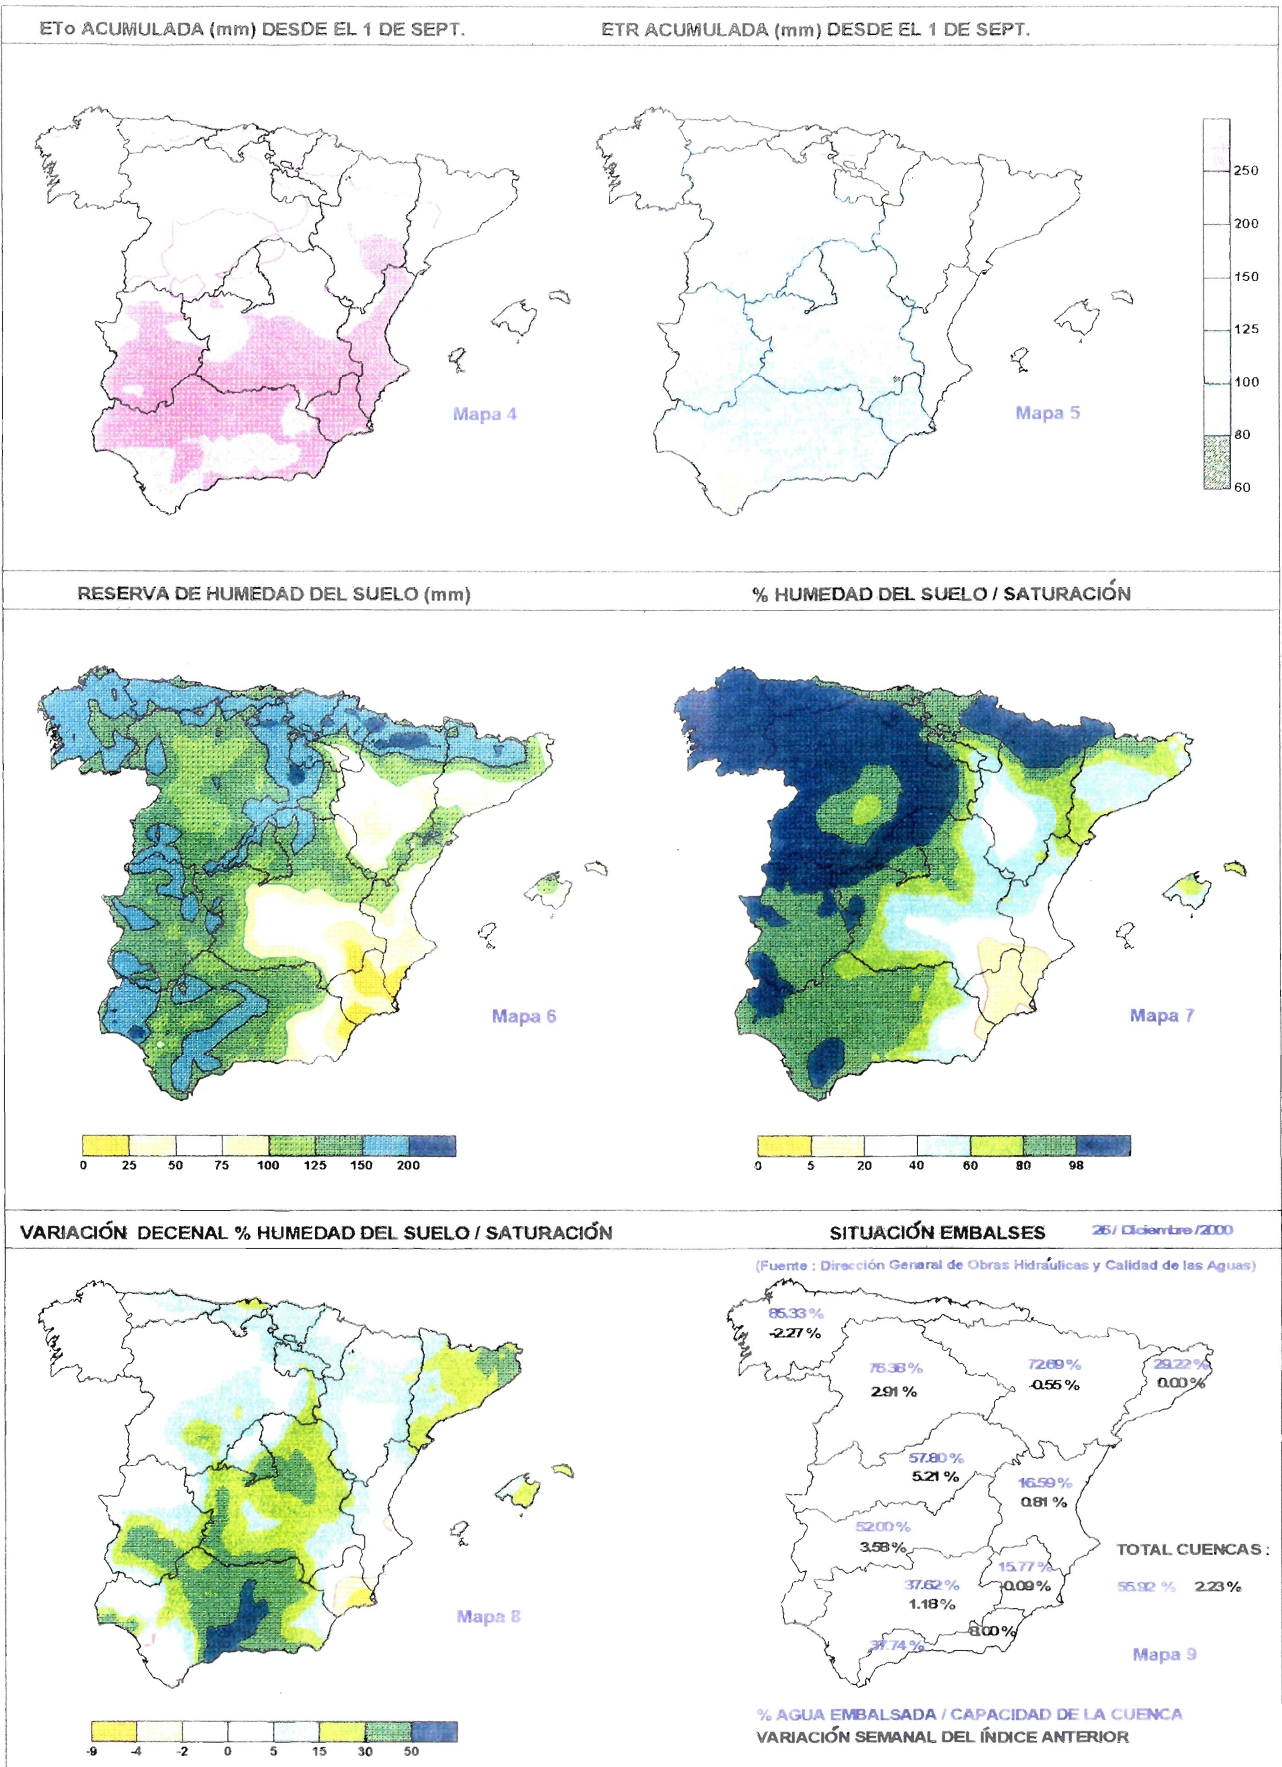 ETo ACUMULADA (mm) DESDE EL 1 DE SEPT.
ETR ACUMULADA (mm) DESDE EL 1 DE SEPT.
250
200
150
125
100
80
60
Mapa 4
Mapa 5
RESERVA DE HUMEDAD DEL SUELO (mm)
% HUMEDAD DEL SUELO / SATURACIÓN
Mapa 6
Mapa 7
0 25 50 75 100 125 150 200
0 5 20 40 60 80 98
VARIACIÓN DECENAL % HUMEDAD DEL SUELO / SATURACIÓN
SITUACIÓN EMBALSES 26 / Diciembre /2000
(Fuente : Dirección General de Obras Hidraúlicas y Calidad de las Aguas)
85.33 %
-2.27 %
76.38 %
2.91 %
72.69 %
-0.55 %
29.22 %
0.00 %
57.80 %
5.21 %
16.59 %
0.81 %
52.00 %
3.58 %
TOTAL CUENCAS :
15.77 %
-0.09 %
37.62 %
1.18 %
55.92 % 2.23 %
37.74 %
Mapa 8
Mapa 9
-9 -4 -2 0 5 15 30 50
% AGUA EMBALSADA / CAPACIDAD DE LA CUENCA
VARIACIÓN SEMANAL DEL ÍNDICE ANTERIOR